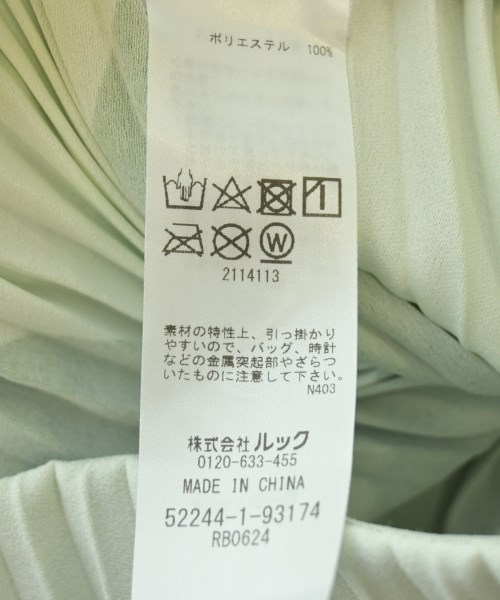 ポリエステル 100%
W
2114113
素材の特性上、引っ掛かり
やすいので、バッグ、時計
などの金属突起部やざらつ
いたものに注意して下さい。
N403
株式会社 ルック
0120-633-455
MADE IN CHINA
52244-1-93174
RB0624